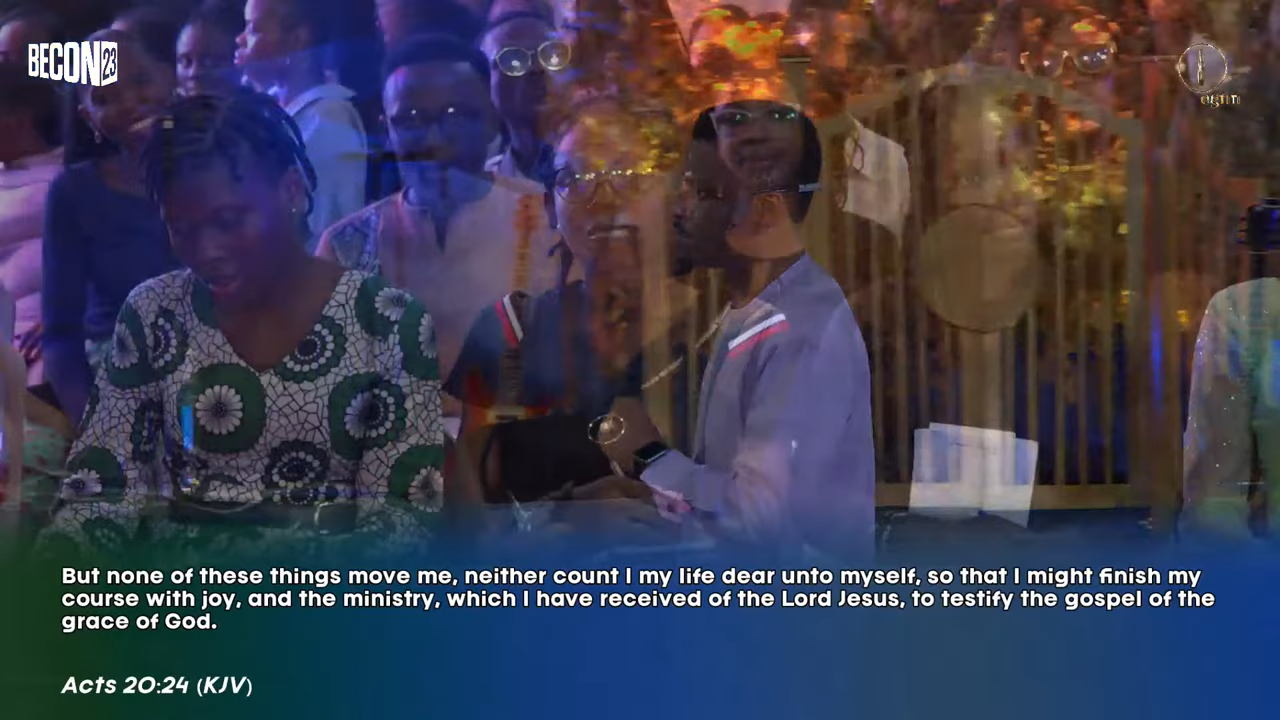 BECON 23
But none of these things move me, neither count I my life dear unto myself, so that I might finish my
course with joy, and the ministry, which I have received of the Lord Jesus, to testify the gospel of the
grace of God.
Acts 20:24 (KJV)